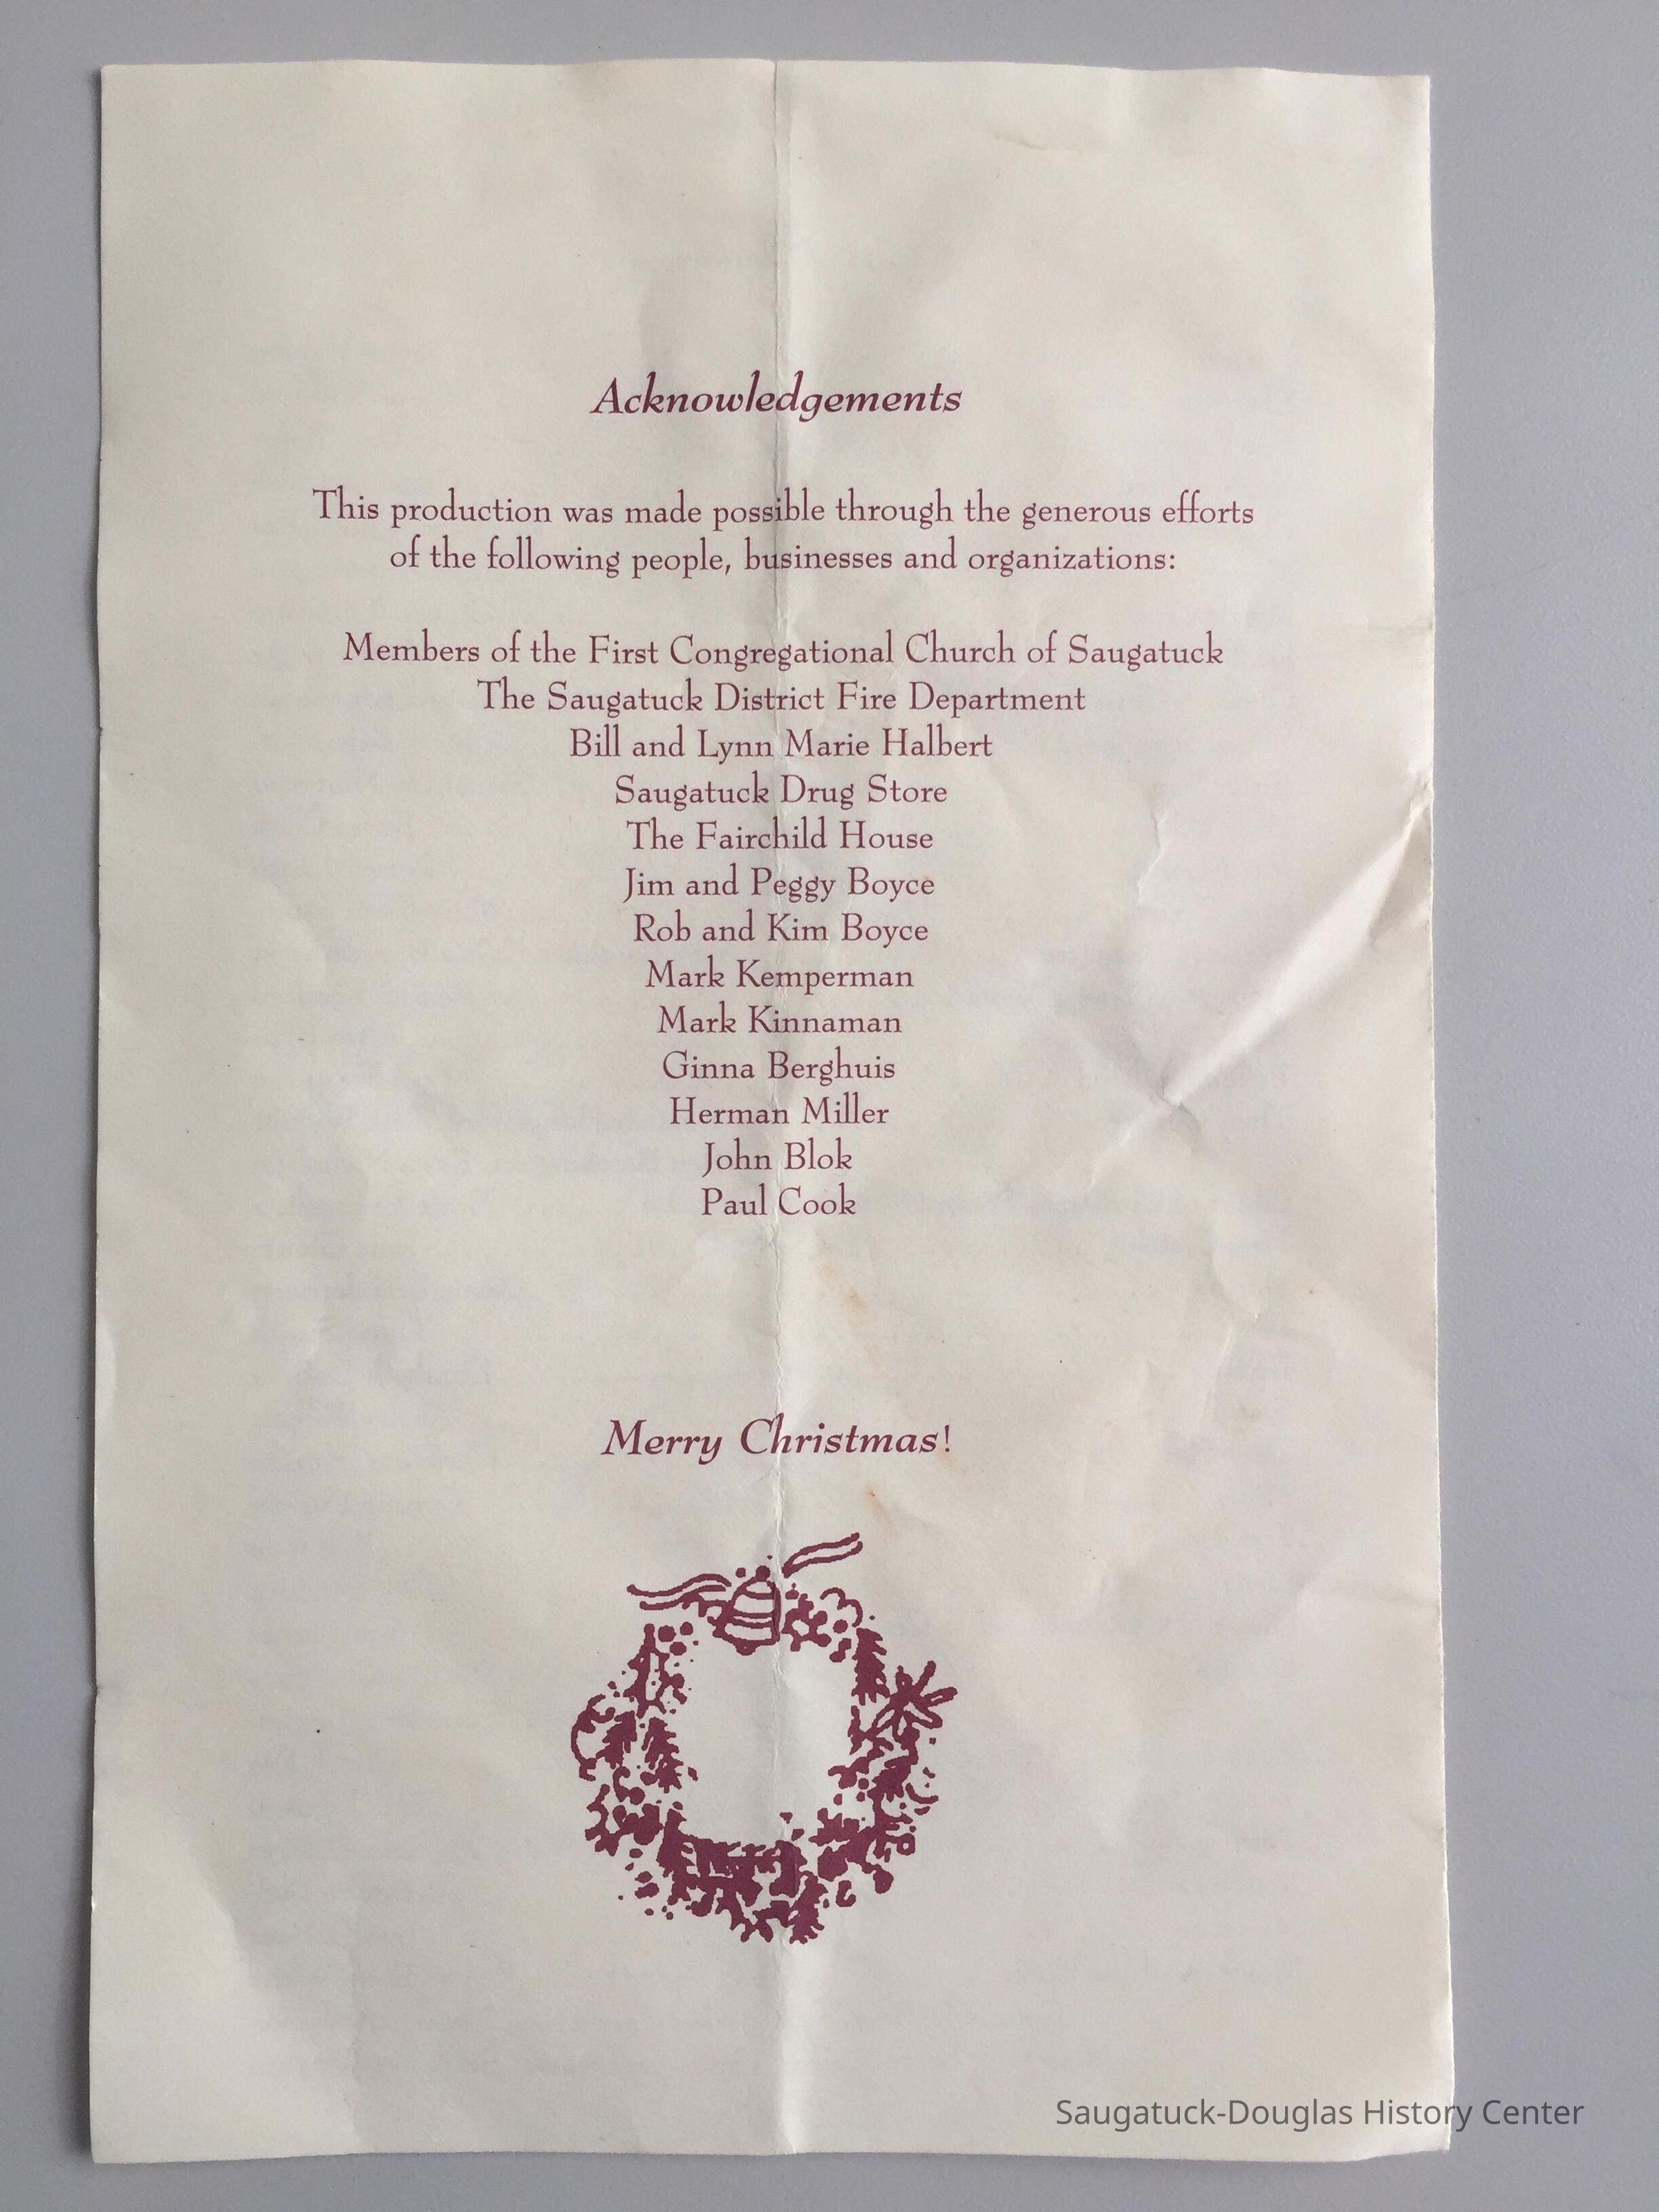 Acknowledgements
This production was made possible through the generous efforts
of the following people, businesses and organizations:
Members of the First Congregational Church of Saugatuck
The Saugatuck District Fire Department
Bill and Lynn Marie Halbert
Saugatuck Drug Store
The Fairchild House
Jim and Peggy Boyce
Rob and Kim Boyce
Mark Kemperman
Mark Kinnaman
Ginna Berghuis
Herman Miller
John Blok
Paul Cook
Merry Christmas!
Saugatuck-Douglas History Center